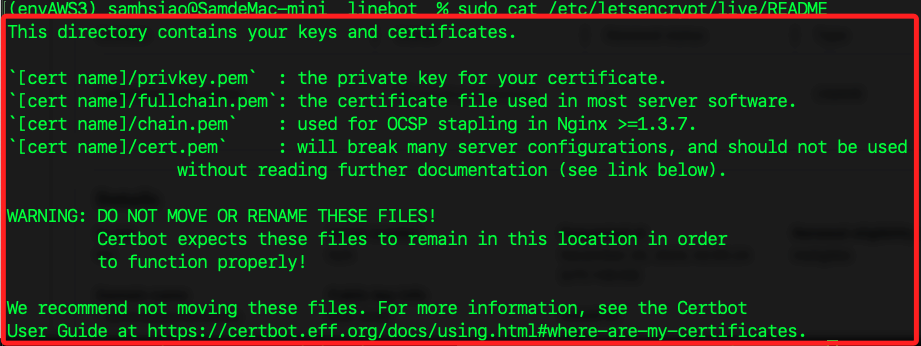 (envAWS3) samhsiao@SamdeMac-mini _linebot_ % sudo cat /etc/letsencrypt/live/README
This directory contains your keys and certificates.
`[cert name]/privkey.pem`  : the private key for your certificate.
`[cert name]/fullchain.pem`: the certificate file used in most server software.
`[cert name]/chain.pem`    : used for OCSP stapling in Nginx >=1.3.7.
`[cert name]/cert.pem`     : will break many server configurations, and should not be used
without reading further documentation (see link below).
WARNING: DO NOT MOVE OR RENAME THESE FILES!
Certbot expects these files to remain in this location in order
to function properly!
We recommend not moving these files. For more information, see the Certbot
User Guide at https://certbot.eff.org/docs/using.html#where-are-my-certificates.